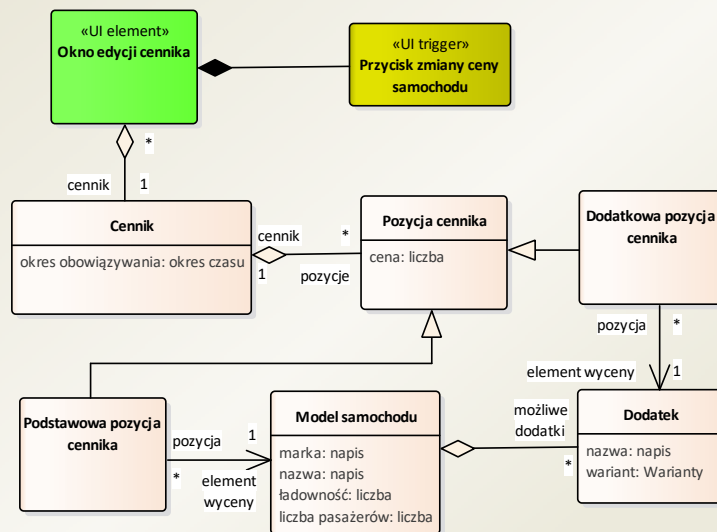 «UI element»
Okno edycji cennika
«UI trigger»
Przycisk zmiany ceny
samochodu
*
cennik
1
Cennik
okres obowiązywania: okres czasu
cennik
1
*
pozycje
Pozycja cennika
cena: liczba
Dodatkowa pozycja
cennika
pozycja
*
element wyceny
1
Podstawowa pozycja
cennika
pozycja
*
1
element
wyceny
Model samochodu
marka: napis
nazwa: napis
ładowność: liczba
liczba pasażerów: liczba
możliwe
dodatki
*
Dodatek
nazwa: napis
wariant: Warianty